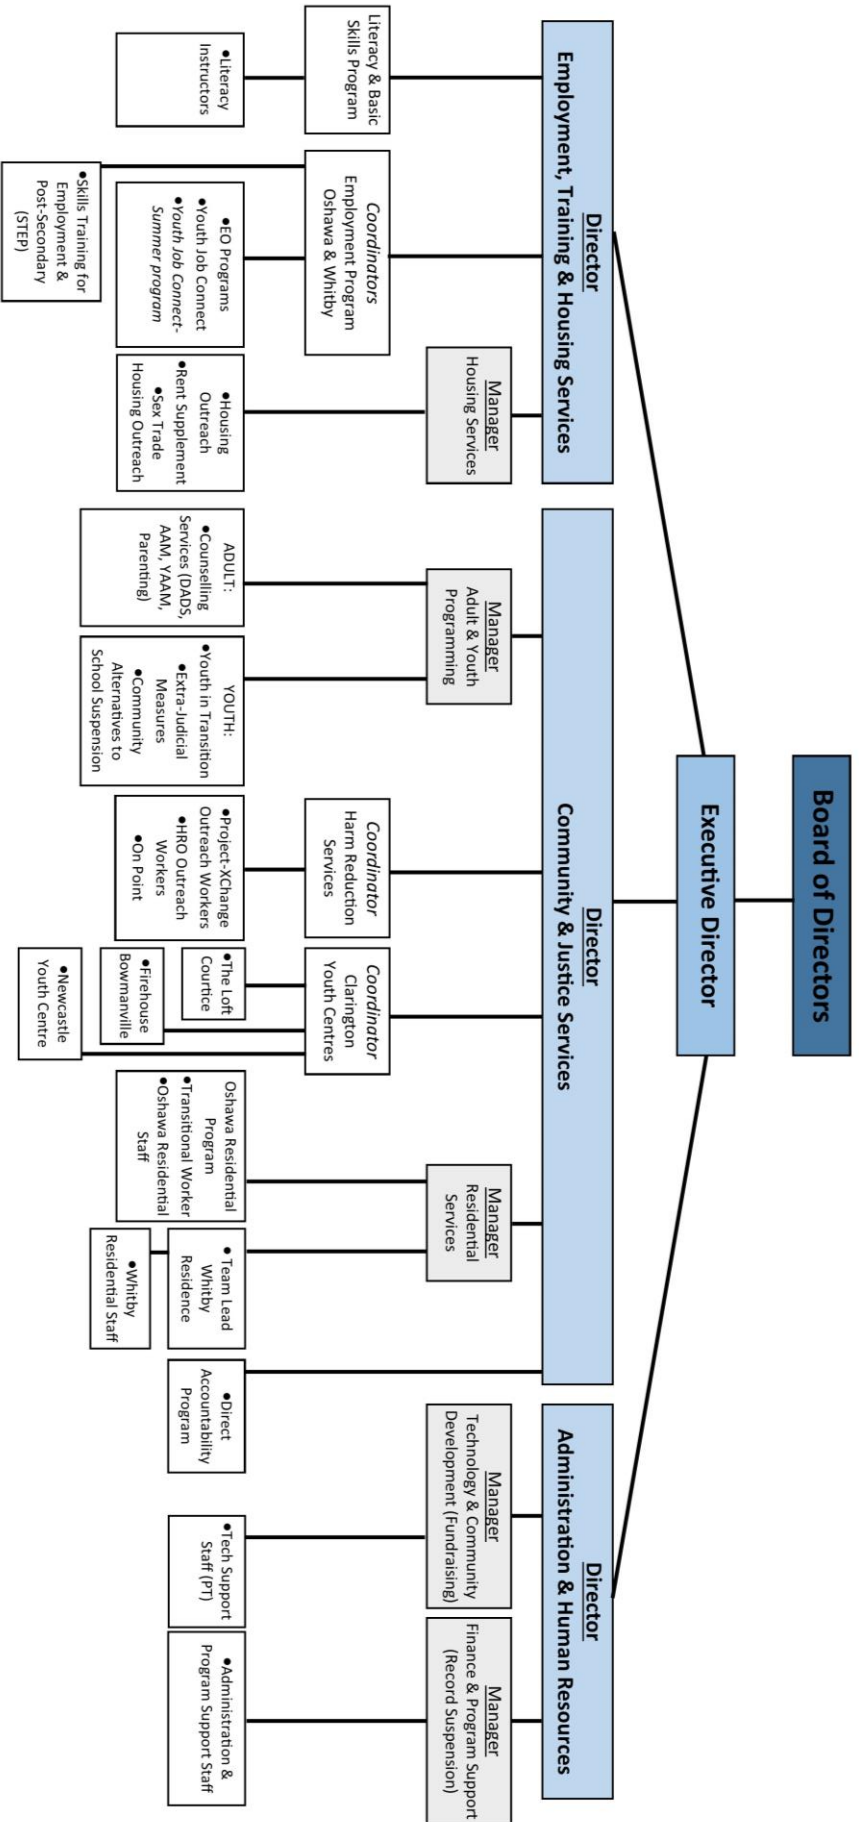 Board of Directors
Executive Director
Director
Employment, Training & Housing Services
Director
Community & Justice Services
Director
Administration & Human Resources
Literacy & Basic
Skills Program
●Literacy
Instructors
Coordinators
Employment Program
Oshawa & Whitby
●EO Programs
●Youth Job Connect
●Youth Job Connect-
Summer program
●Skills Training for
Employment &
Post-Secondary
(STEP)
Manager
Housing Services
●Housing
Outreach
●Rent Supplement
●Sex Trade
Housing Outreach
Manager
Adult & Youth
Programming
ADULT:
●Counselling
Services (DADS,
AAM, YAAM,
Parenting)
YOUTH:
●Youth in Transition
●Extra-Judicial
Measures
●Community
Alternatives to
School Suspension
Coordinator
Harm Reduction
Services
●Project-XChange
Outreach Workers
●HRO Outreach
Workers
●On Point
Coordinator
Clarington
Youth Centres
●The Loft
Courtice
●Firehouse
Bowmanville
●Newcastle
Youth Centre
Manager
Residential
Services
Oshawa Residential
Program
●Transitional Worker
●Oshawa Residential
Staff
● Team Lead
Whitby
Residence
●Whitby
Residential Staff
●Direct
Accountability
Program
Manager
Technology & Community
Development (Fundraising)
●Tech Support
Staff (PT)
Manager
Finance & Program Support
(Record Suspension)
●Administration &
Program Support Staff